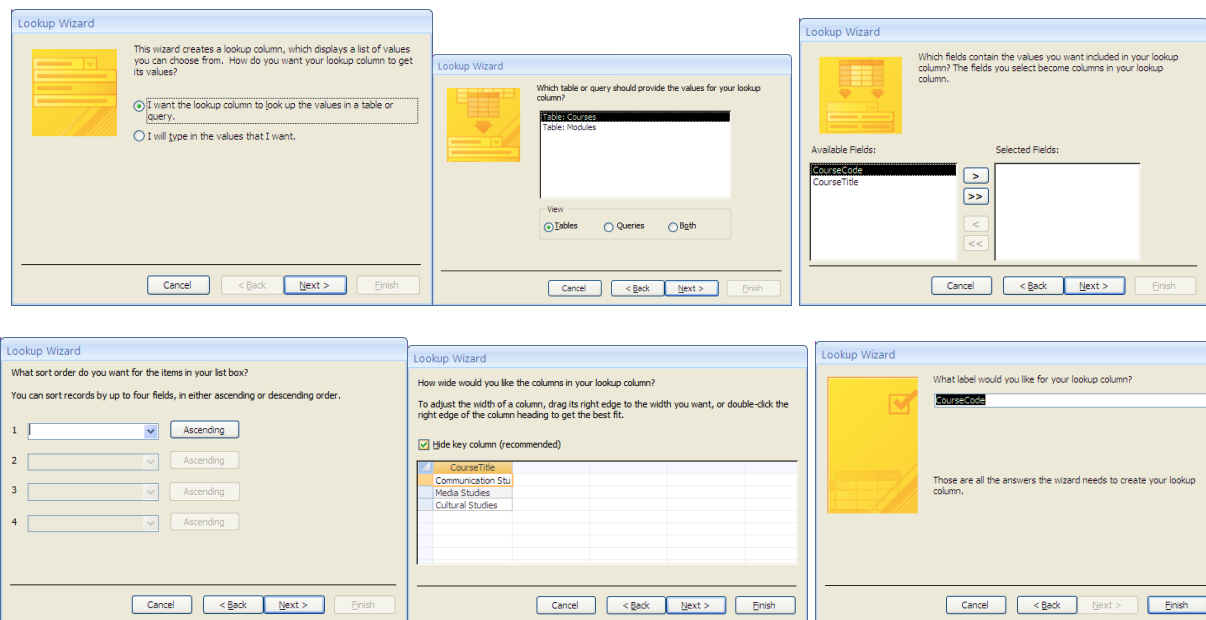 Lookup Wizard
This wizard creates a lookup column, which displays a list of values
you can choose from. How do you want your lookup column to get
its values?
I want the lookup column to look up the values in a table or
query.
I will type in the values that I want.
Cancel
< Back
Next >
Finish
Lookup Wizard
Which table or query should provide the values for your lookup
column?
Table: Courses
Table: Modules
View
Tables
Queries
Both
Cancel
< Back
Next >
Finish
Lookup Wizard
Which fields contain the values you want included in your lookup
column? The fields you select become columns in your lookup
column.
Available Fields:
Selected Fields:
CourseCode
CourseTitle
>
>>
<
<<
Cancel
< Back
Next >
Finish
Lookup Wizard
What sort order do you want for the items in your list box?
You can sort records by up to four fields, in either ascending or descending order.
1 Ascending
2 Ascending
3 Ascending
4 Ascending
Cancel
< Back
Next >
Finish
Lookup Wizard
How wide would you like the columns in your lookup column?
To adjust the width of a column, drag its right edge to the width you want, or double-click the
right edge of the column heading to get the best fit.
Hide key column (recommended)
CourseTitle
Communication Stu
Media Studies
Cultural Studies
Cancel
< Back
Next >
Finish
Lookup Wizard
What label would you like for your lookup column?
CourseCode
Those are all the answers the wizard needs to create your lookup
column.
Cancel
< Back
Next >
Finish